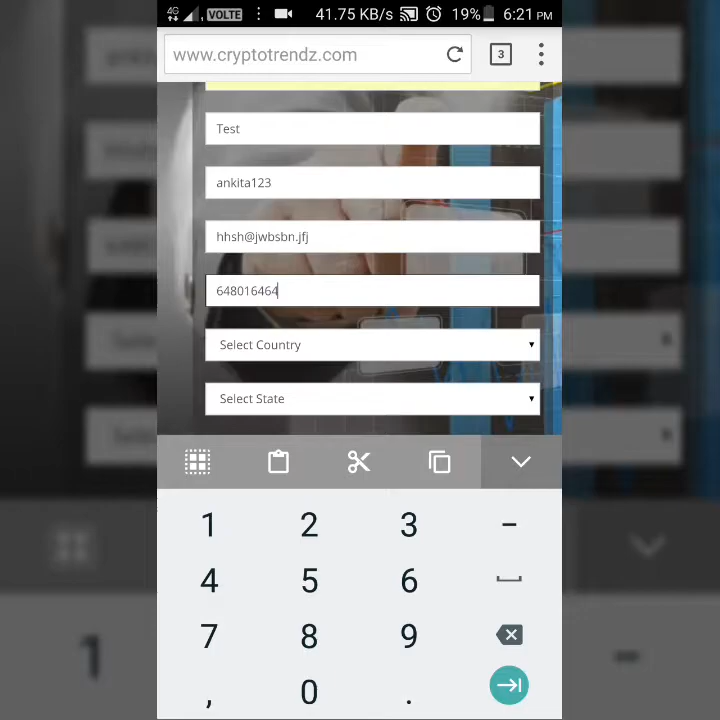 4G VOLTE 41.75 KB/s 19% 6:21 PM
www.cryptotrendz.com 3
Test
ankita123
hhsh@jwbsbn.jfj
648016464
Select Country
Select State
1 2 3 -
4 5 6
7 8 9
, 0 .